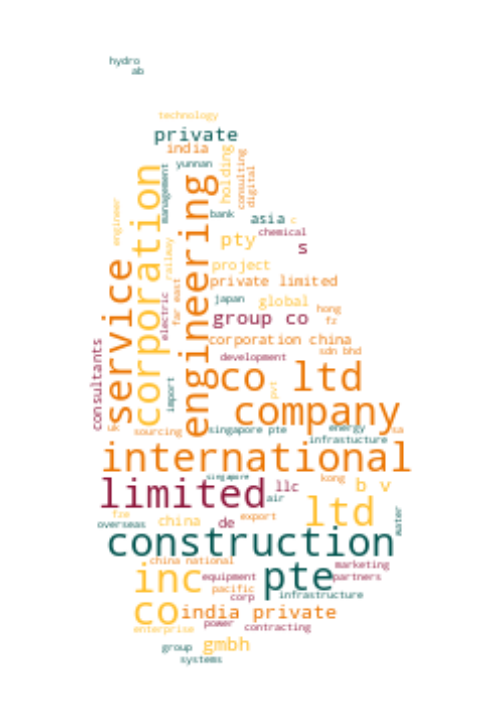 hydro
ab
technology
private
india
yunnan
management
holding
consulting
digital
engineer
corporation
engineering
bank
asia
c
chemical
s
pty
railway
project
service
far east
private limited
japan
global
electric
group co
hong
fz
corporation china
consultants
development
sdn bhd
co ltd
import
pvt
company
uk
sourcing
singapore pte
energy
sa
infrastucture
international
singapore
kong
limited
llc
b v
air
ltd
fze
overseas
china
de
export
water
construction
china national
marketing
inc
equipment
pte
partners
pacific
corp
infrastructure
co
india private
enterprise
power
contracting
group
gmbh
systems